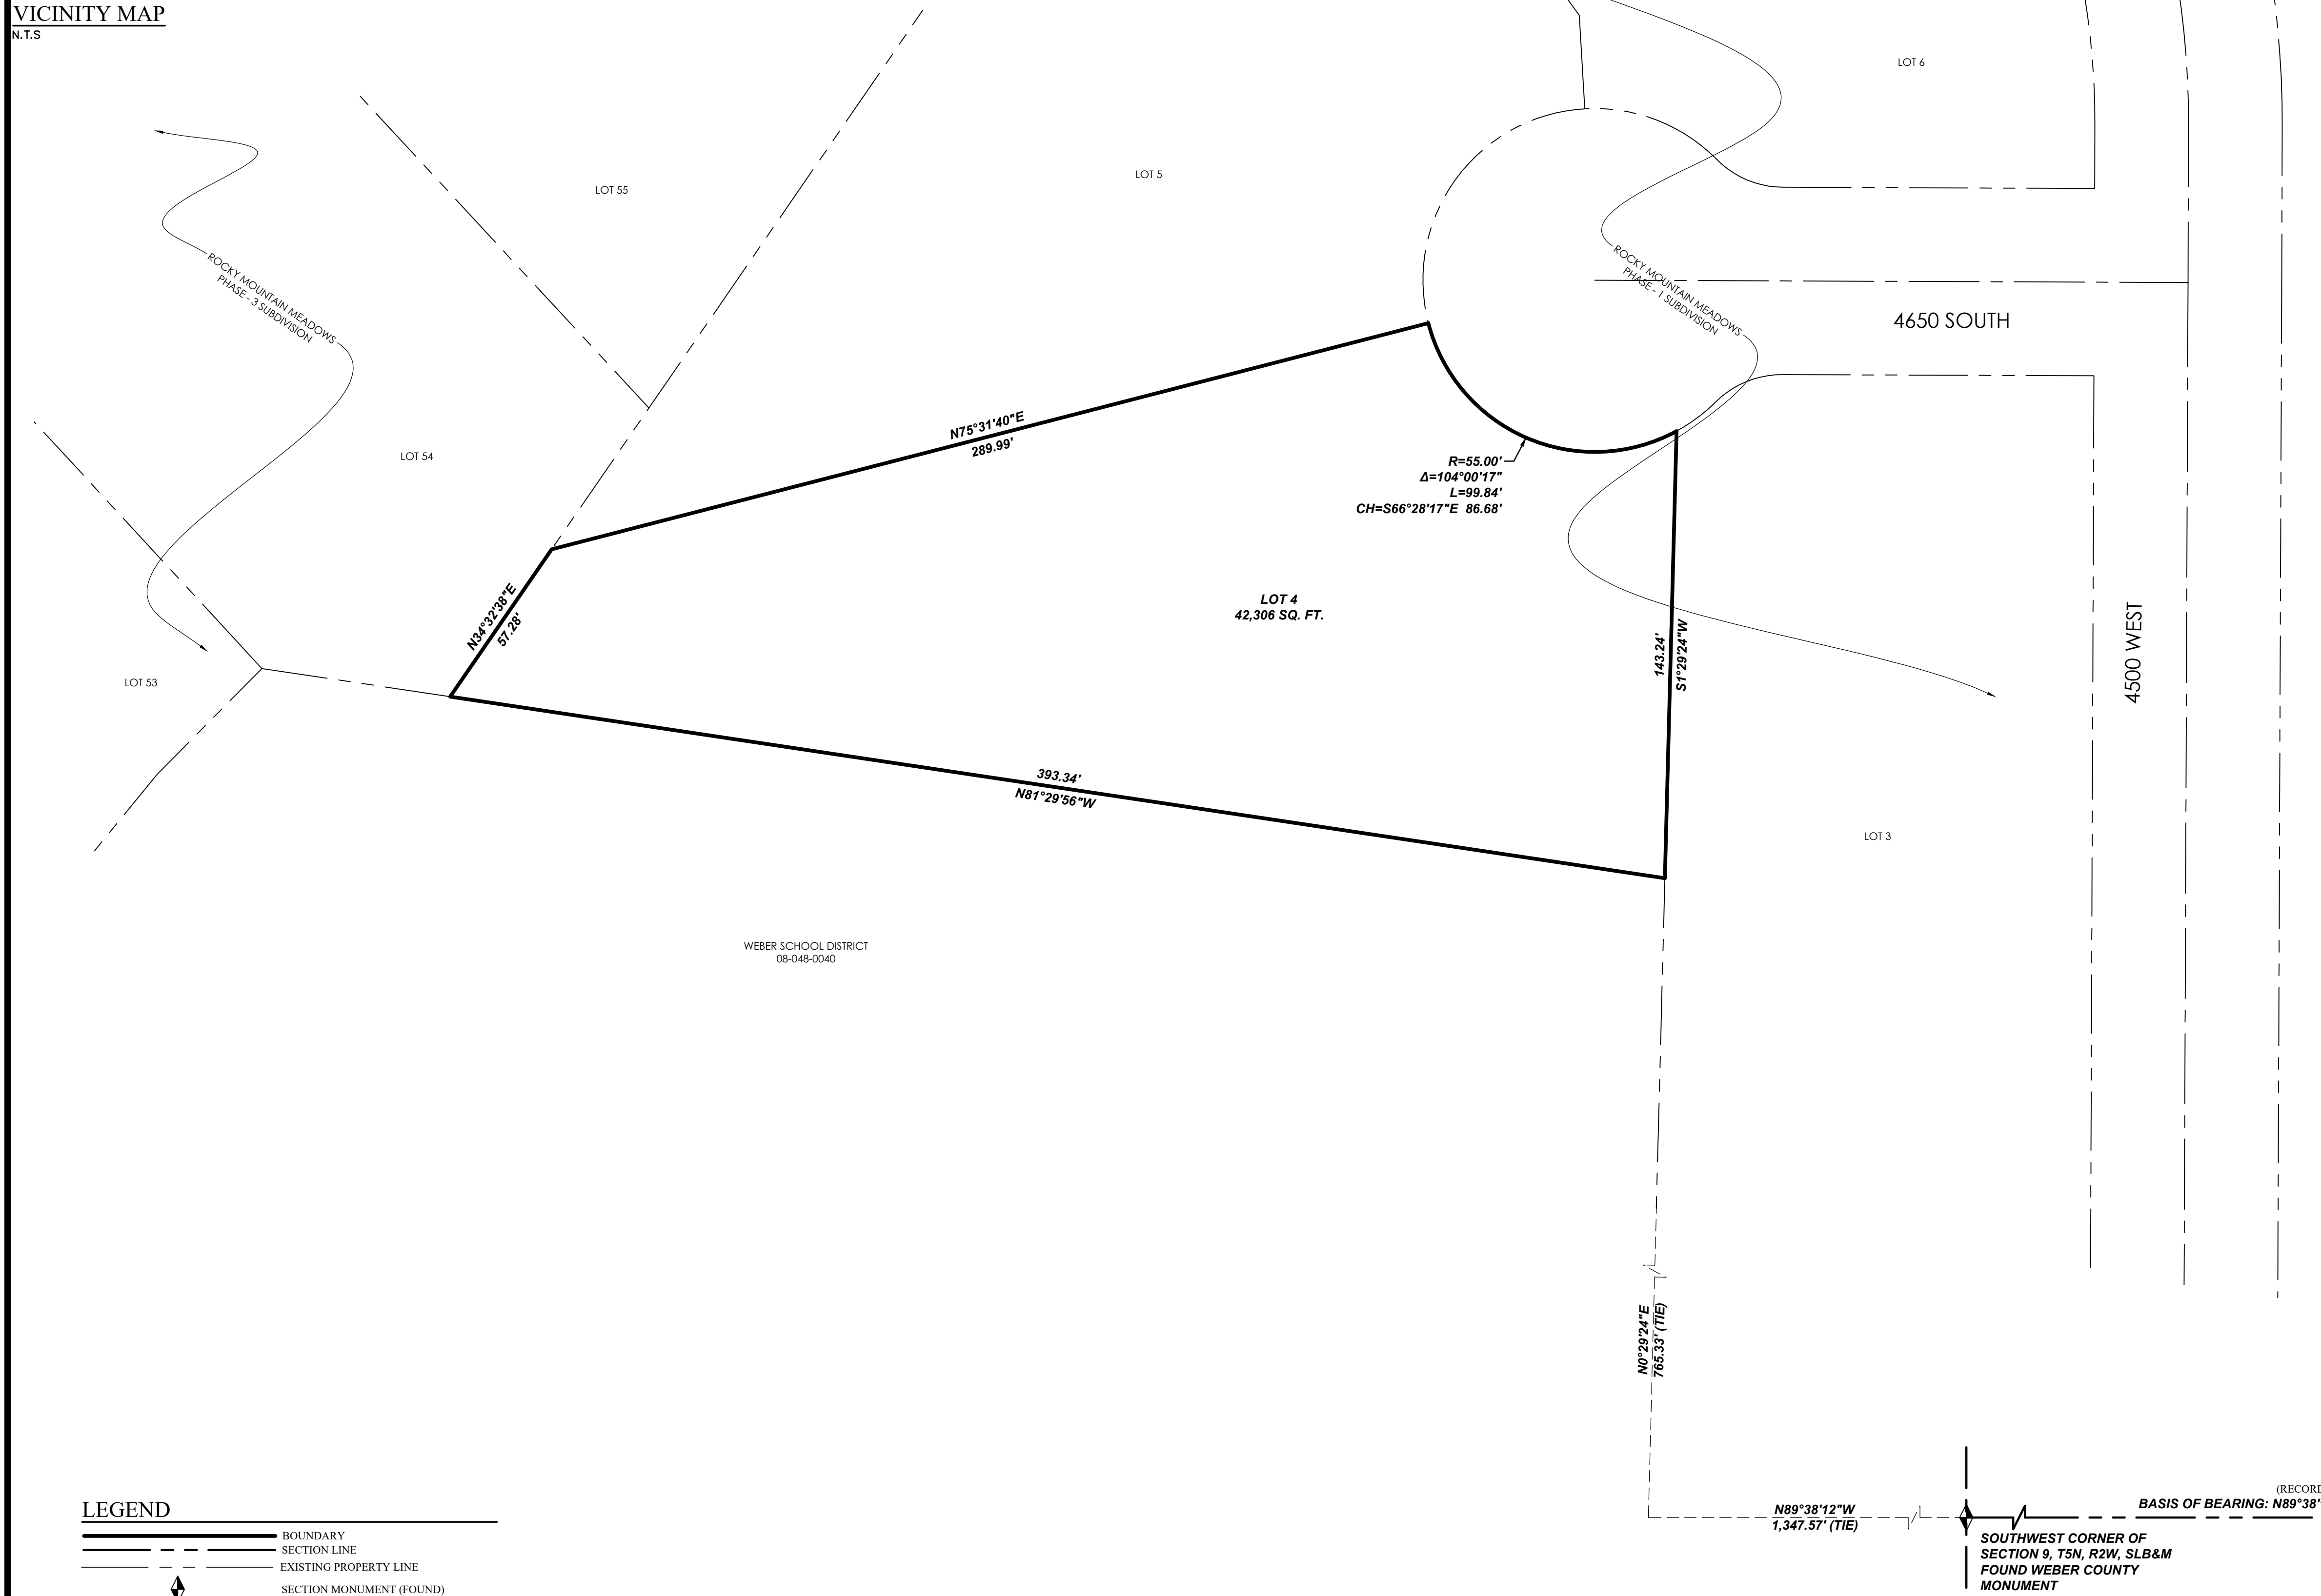 VICINITY MAP
N.T.S
LOT 6
LOT 5
LOT 55
ROCKY MOUNTAIN MEADOWS
PHASE - 3 SUBDIVISION
ROCKY MOUNTAIN MEADOWS
PHASE - 1 SUBDIVISION
4650 SOUTH
N75°31'40"E
289.99'
LOT 54
R=55.00'
Δ=104°00'17"
L=99.84'
CH=S66°28'17"E 86.68'
N34°32'38"E
57.28'
LOT 4
42,306 SQ. FT.
143.24'
S1°29'24"W
4500 WEST
LOT 53
393.34'
N81°29'56"W
LOT 3
WEBER SCHOOL DISTRICT
08-048-0040
N0°29'24"E
765.33' (TIE)
N89°38'12"W
1,347.57' (TIE)
BASIS OF BEARING: N89°38'
SOUTHWEST CORNER OF
SECTION 9, T5N, R2W, SLB&M
FOUND WEBER COUNTY
MONUMENT
LEGEND
BOUNDARY
SECTION LINE
EXISTING PROPERTY LINE
SECTION MONUMENT (FOUND)